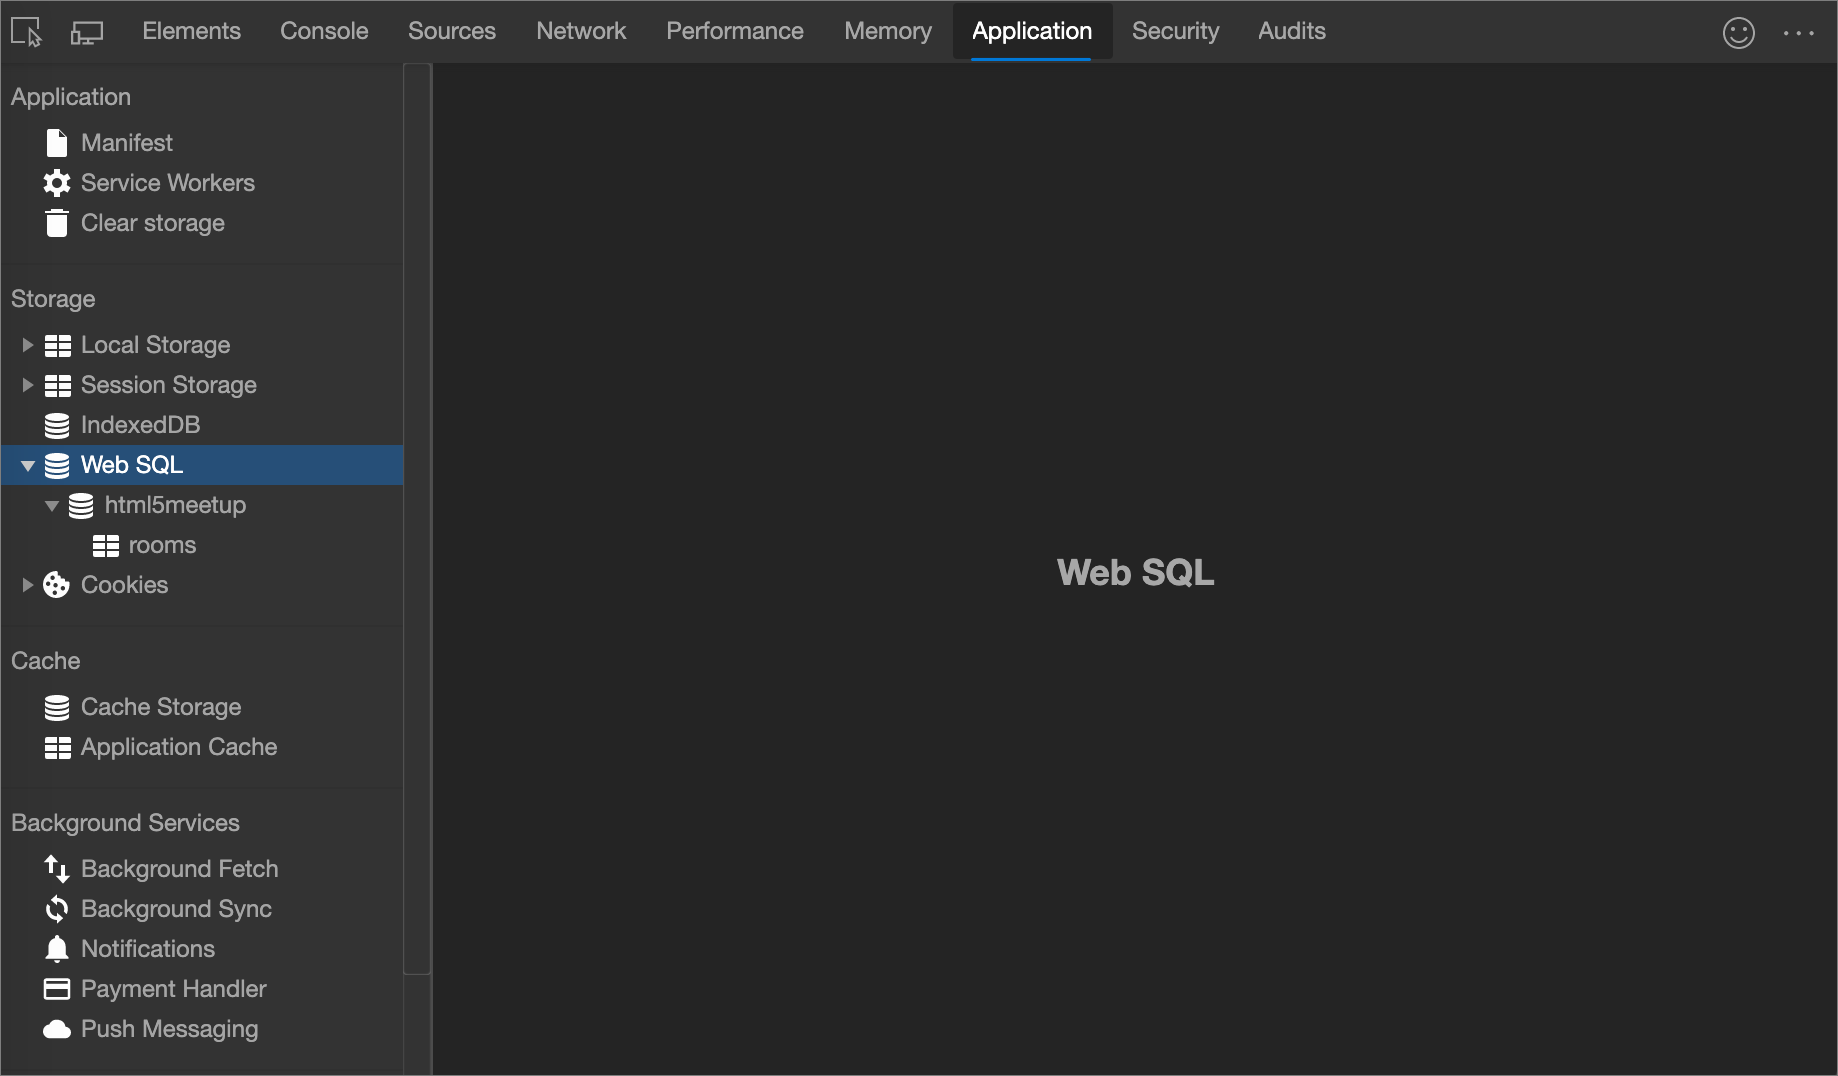 Elements Console Sources Network Performance Memory Application Security Audits
Application
Manifest
Service Workers
Clear storage
Storage
Local Storage
Session Storage
IndexedDB
Web SQL
html5meetup
rooms
Cookies
Web SQL
Cache
Cache Storage
Application Cache
Background Services
Background Fetch
Background Sync
Notifications
Payment Handler
Push Messaging